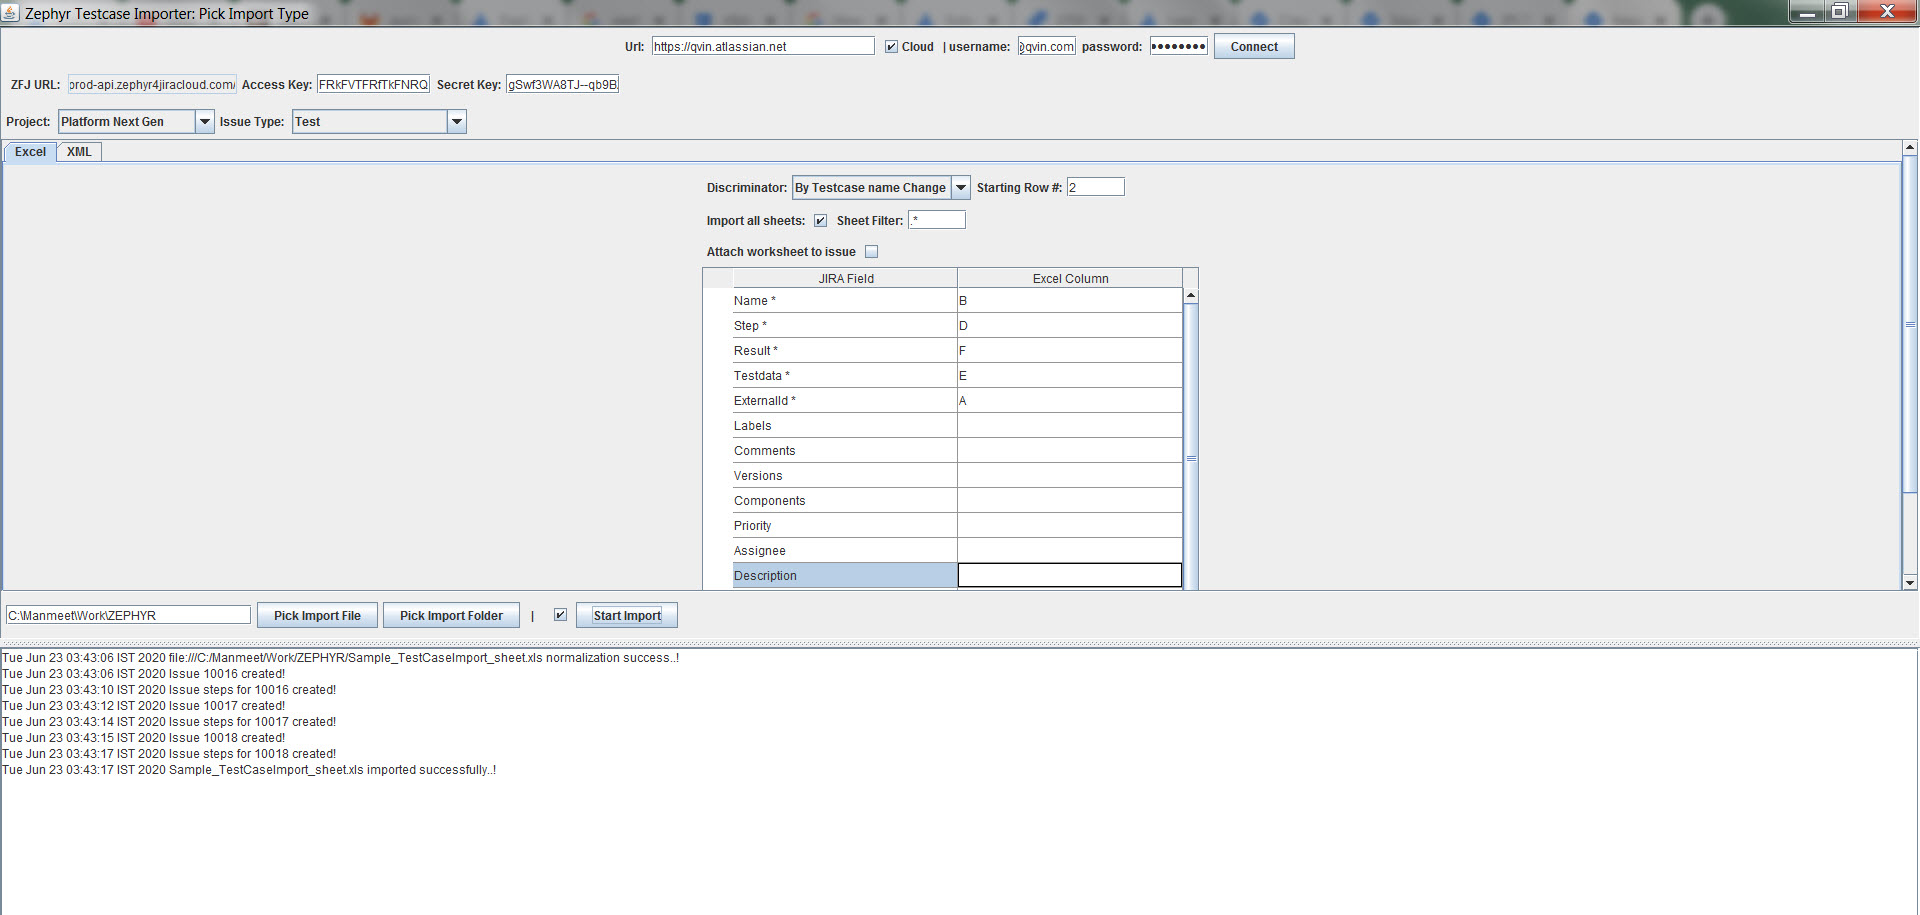 Zephyr Testcase Importer: Pick Import Type
Url: https://qvin.atlassian.net Cloud | username: @qvin.com password: ●●●●●●●● Connect
ZFJ URL: prod-api.zephyr4jiracloud.com/ Access Key: FRkFVTFRfTkFNRQ Secret Key: gSwf3WA8TJ--qb9B
Project: Platform Next Gen Issue Type: Test
Excel XML
Discriminator: By Testcase name Change Starting Row #: 2
Import all sheets: Sheet Filter: .*
Attach worksheet to issue
JIRA Field Excel Column
Name * B
Step * D
Result * F
Testdata * E
ExternalId * A
Labels
Comments
Versions
Components
Priority
Assignee
Description
C:\Manmeet\Work\ZEPHYR Pick Import File Pick Import Folder | Start Import
Tue Jun 23 03:43:06 IST 2020 file:///C:/Manmeet/Work/ZEPHYR/Sample_TestCaseImport_sheet.xls normalization success..!
Tue Jun 23 03:43:06 IST 2020 Issue 10016 created!
Tue Jun 23 03:43:10 IST 2020 Issue steps for 10016 created!
Tue Jun 23 03:43:12 IST 2020 Issue 10017 created!
Tue Jun 23 03:43:14 IST 2020 Issue steps for 10017 created!
Tue Jun 23 03:43:15 IST 2020 Issue 10018 created!
Tue Jun 23 03:43:17 IST 2020 Issue steps for 10018 created!
Tue Jun 23 03:43:17 IST 2020 Sample_TestCaseImport_sheet.xls imported successfully..!